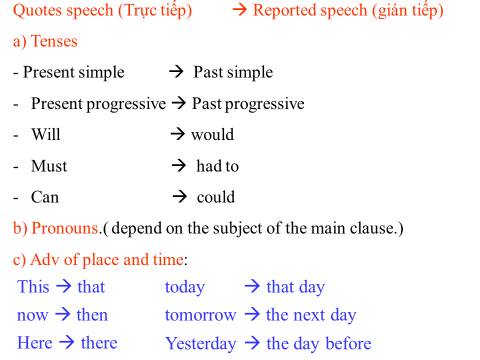 Quotes speech (Trực tiếp) → Reported speech (gián tiếp)
a) Tenses
- Present simple → Past simple
- Present progressive → Past progressive
- Will → would
- Must → had to
- Can → could
b) Pronouns.( depend on the subject of the main clause.)
c) Adv of place and time:
This → that today → that day
now → then tomorrow → the next day
Here → there Yesterday → the day before